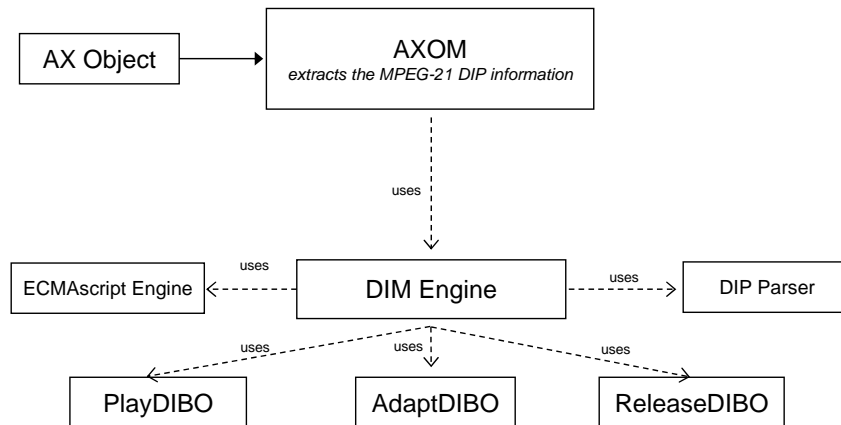 AX Object
AXOM
extracts the MPEG-21 DIP information
uses
ECMAscript Engine
uses
DIM Engine
uses
DIP Parser
uses
uses
uses
PlayDIBO
AdaptDIBO
ReleaseDIBO